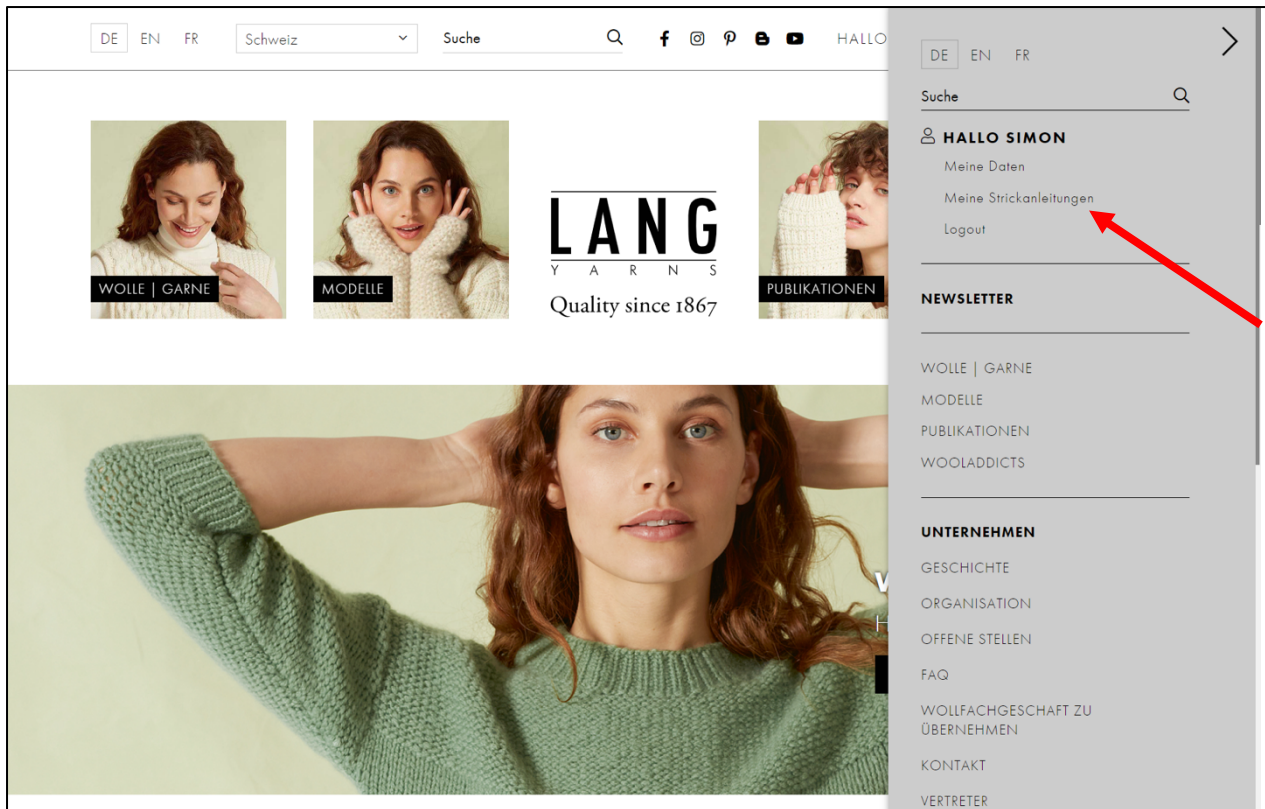 DE EN FR Schweiz Suche HALLO
WOLLE | GARNE
MODELLE
LANG
YARNS
Quality since 1867
PUBLIKATIONEN
DE EN FR
Suche
HALLO SIMON
Meine Daten
Meine Strickanleitungen
Logout
NEWSLETTER
WOLLE | GARNE
MODELLE
PUBLIKATIONEN
WOOLADDICTS
UNTERNEHMEN
GESCHICHTE
ORGANISATION
OFFENE STELLEN
FAQ
WOLLFACHGESCHAFT ZU
ÜBERNEHMEN
KONTAKT
VERTRETER